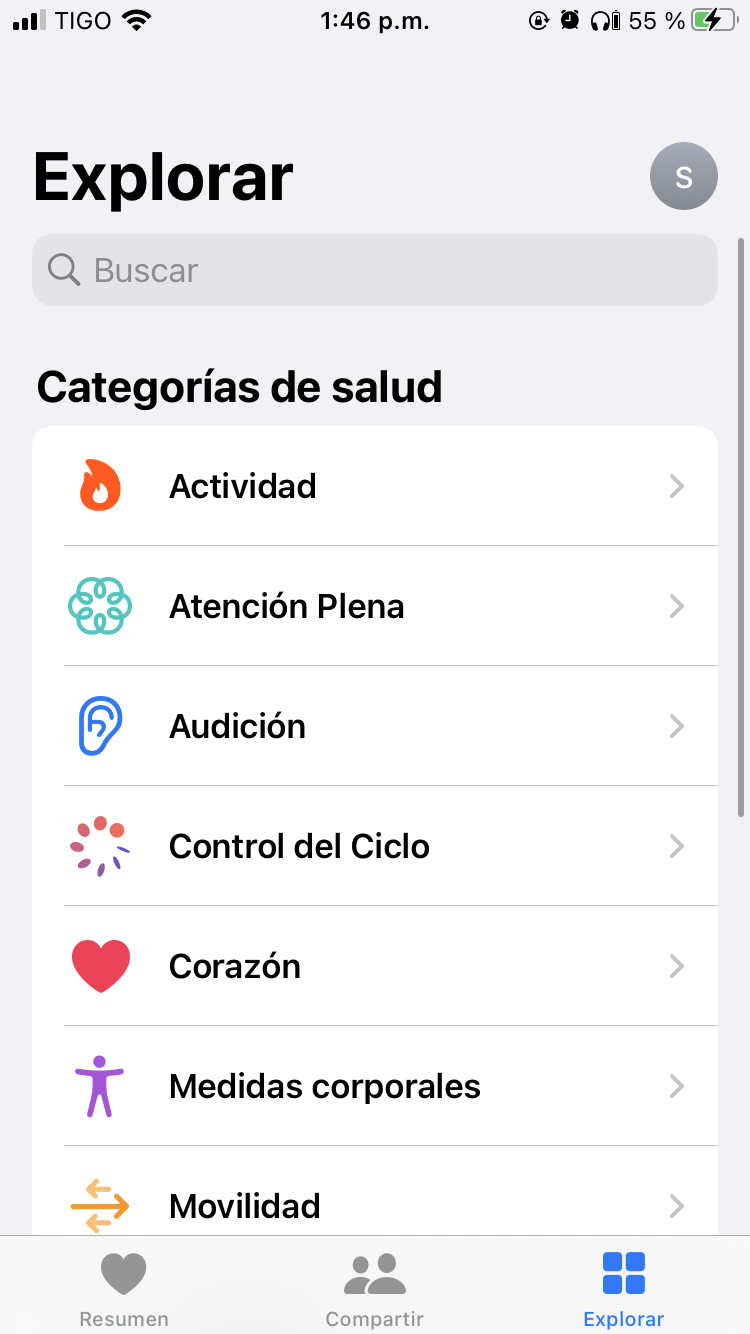 TIGO 1:46 p.m. 55 %
Explorar
S
Buscar
Categorías de salud
Actividad
Atención Plena
Audición
Control del Ciclo
Corazón
Medidas corporales
Movilidad
Resumen Compartir Explorar